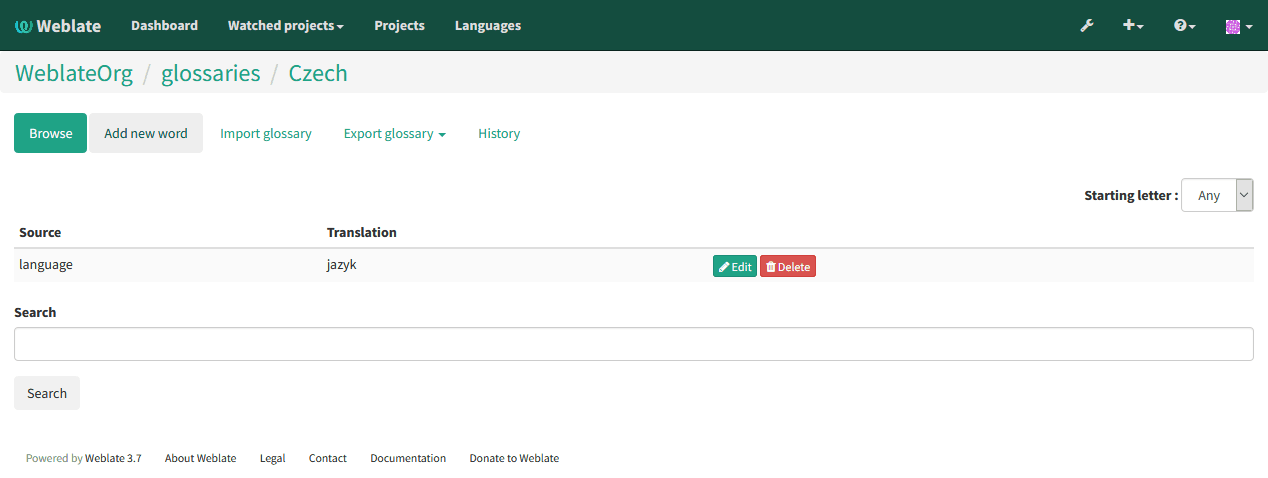 Weblate Dashboard Watched projects Projects Languages
WeblateOrg / glossaries / Czech
Browse Add new word Import glossary Export glossary History
Starting letter : Any
Source Translation
language jazyk Edit Delete
Search
Search
Powered by Weblate 3.7 About Weblate Legal Contact Documentation Donate to Weblate